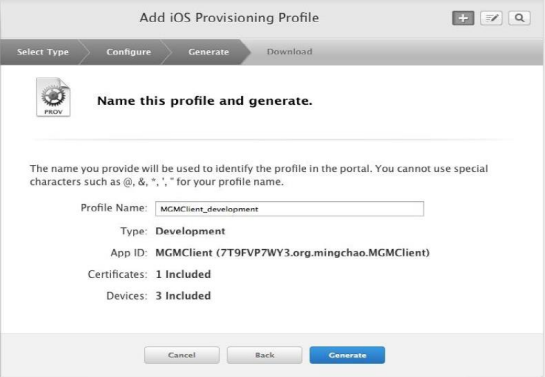 Add iOS Provisioning Profile
Select Type Configure Generate Download
PROV
Name this profile and generate.
The name you provide will be used to identify the profile in the portal. You cannot use special
characters such as @, &, *, ', " for your profile name.
Profile Name: MGMClient_development
Type: Development
App ID: MGMClient (7T9FVP7WY3.org.mingchao.MGMClient)
Certificates: 1 Included
Devices: 3 Included
Cancel Back Generate